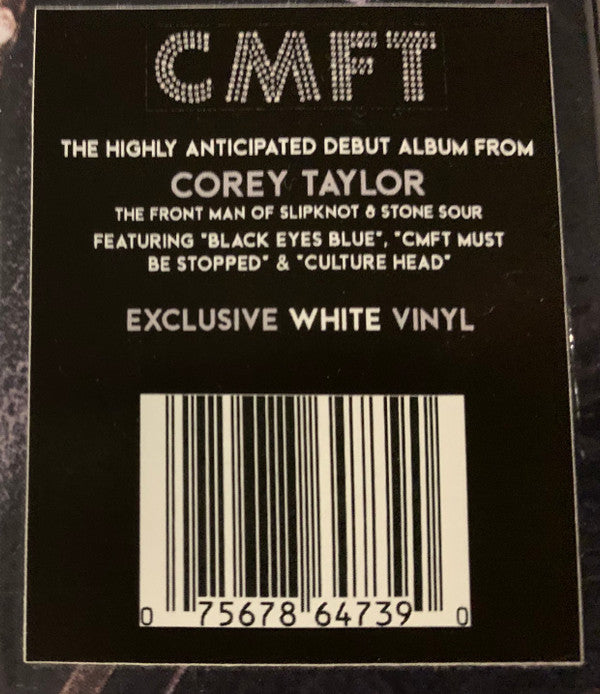 CMFT
THE HIGHLY ANTICIPATED DEBUT ALBUM FROM
COREY TAYLOR
THE FRONT MAN OF SLIPKNOT & STONE SOUR
FEATURING "BLACK EYES BLUE", "CMFT MUST
BE STOPPED" & "CULTURE HEAD"
EXCLUSIVE WHITE VINYL
0 75678 64739 0